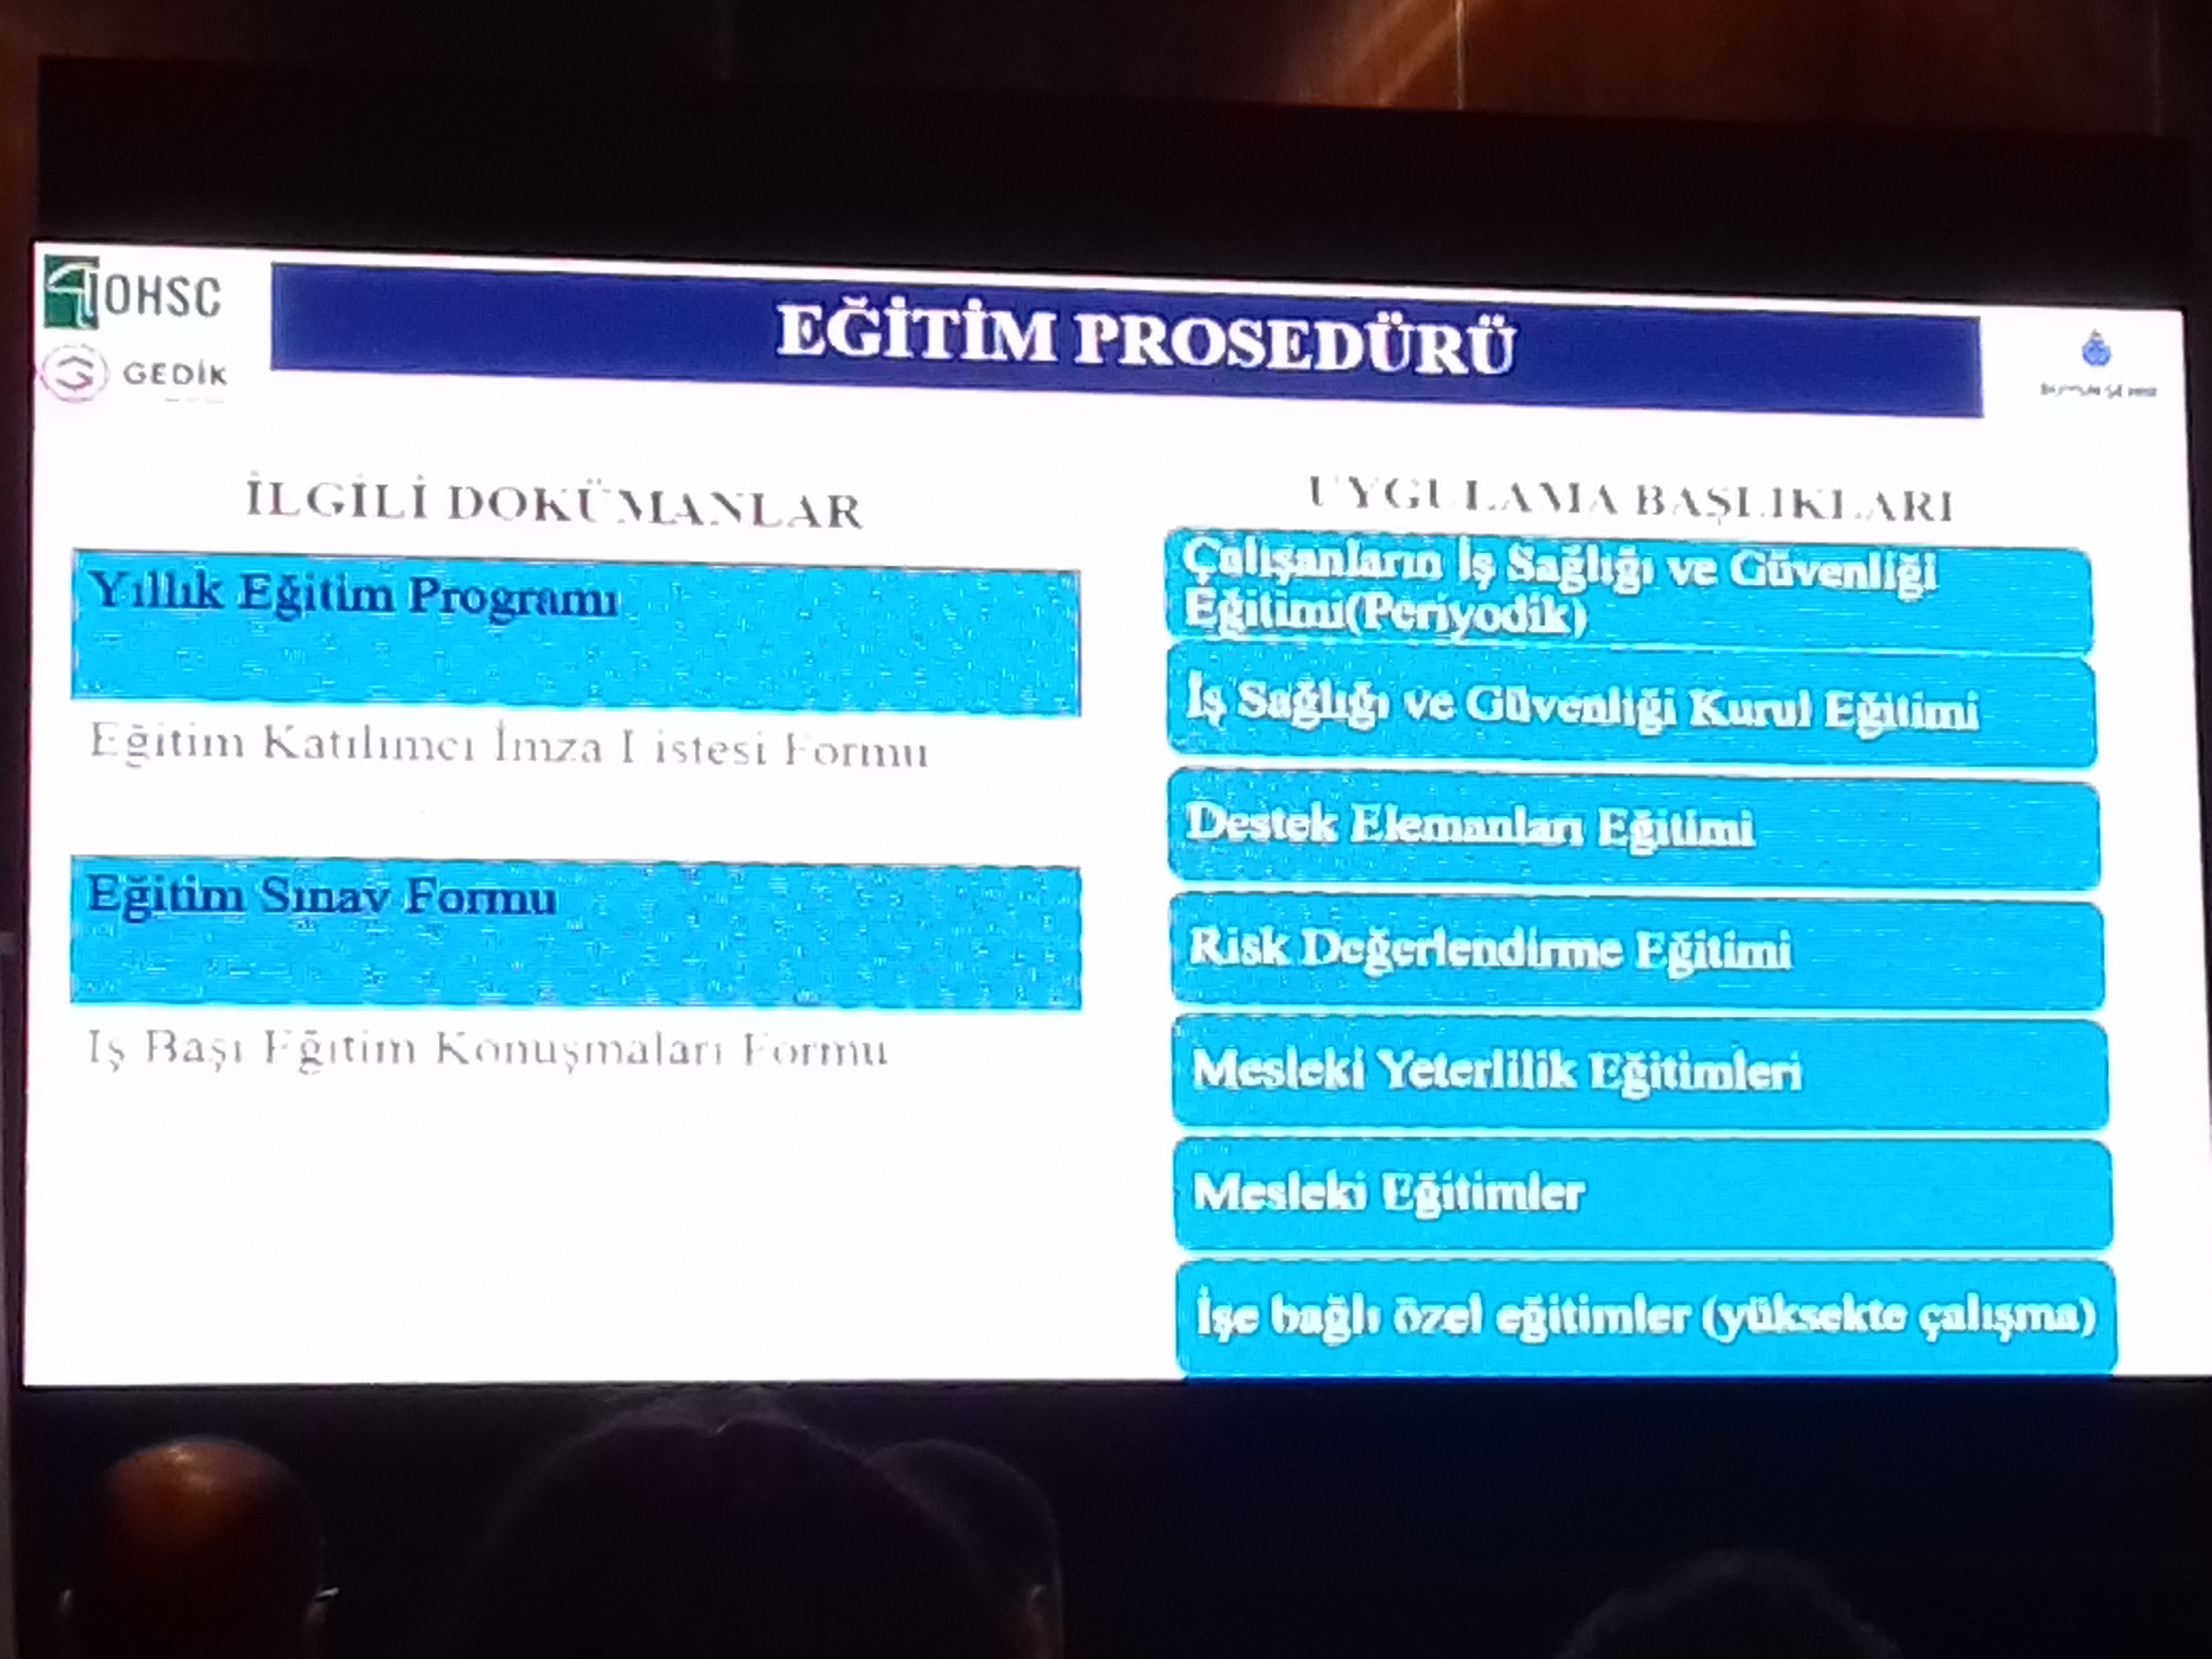 IOHSC
GEDİK
EĞİTİM PROSEDÜRÜ
İLGİLİ DOKÜMANLAR
Yıllık Eğitim Programı
Eğitim Katılımcı İmza Listesi Formu
Eğitim Sınav Formu
İş Başı Eğitim Konuşmaları Formu
UYGULAMA BAŞLIKLARI
Çalışanların İş Sağlığı ve Güvenliği
Eğitimi(Periyodik)
İş Sağlığı ve Güvenliği Kurul Eğitimi
Destek Elemanları Eğitimi
Risk Değerlendirme Eğitimi
Mesleki Yeterlilik Eğitimleri
Mesleki Eğitimler
İşe bağlı özel eğitimler (yüksekte çalışma)